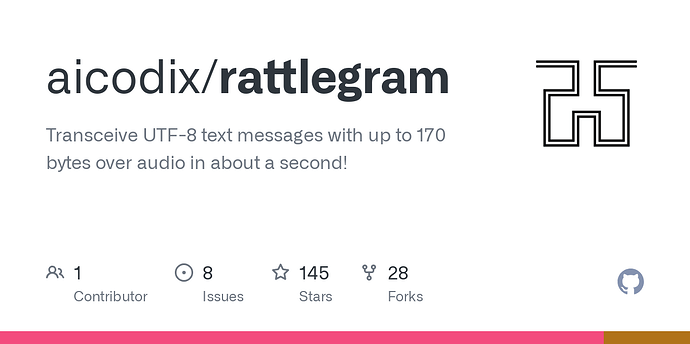 aicodix/rattlegram
Transceive UTF-8 text messages with up to 170
bytes over audio in about a second!
1 8 145 28
Contributor Issues Stars Forks